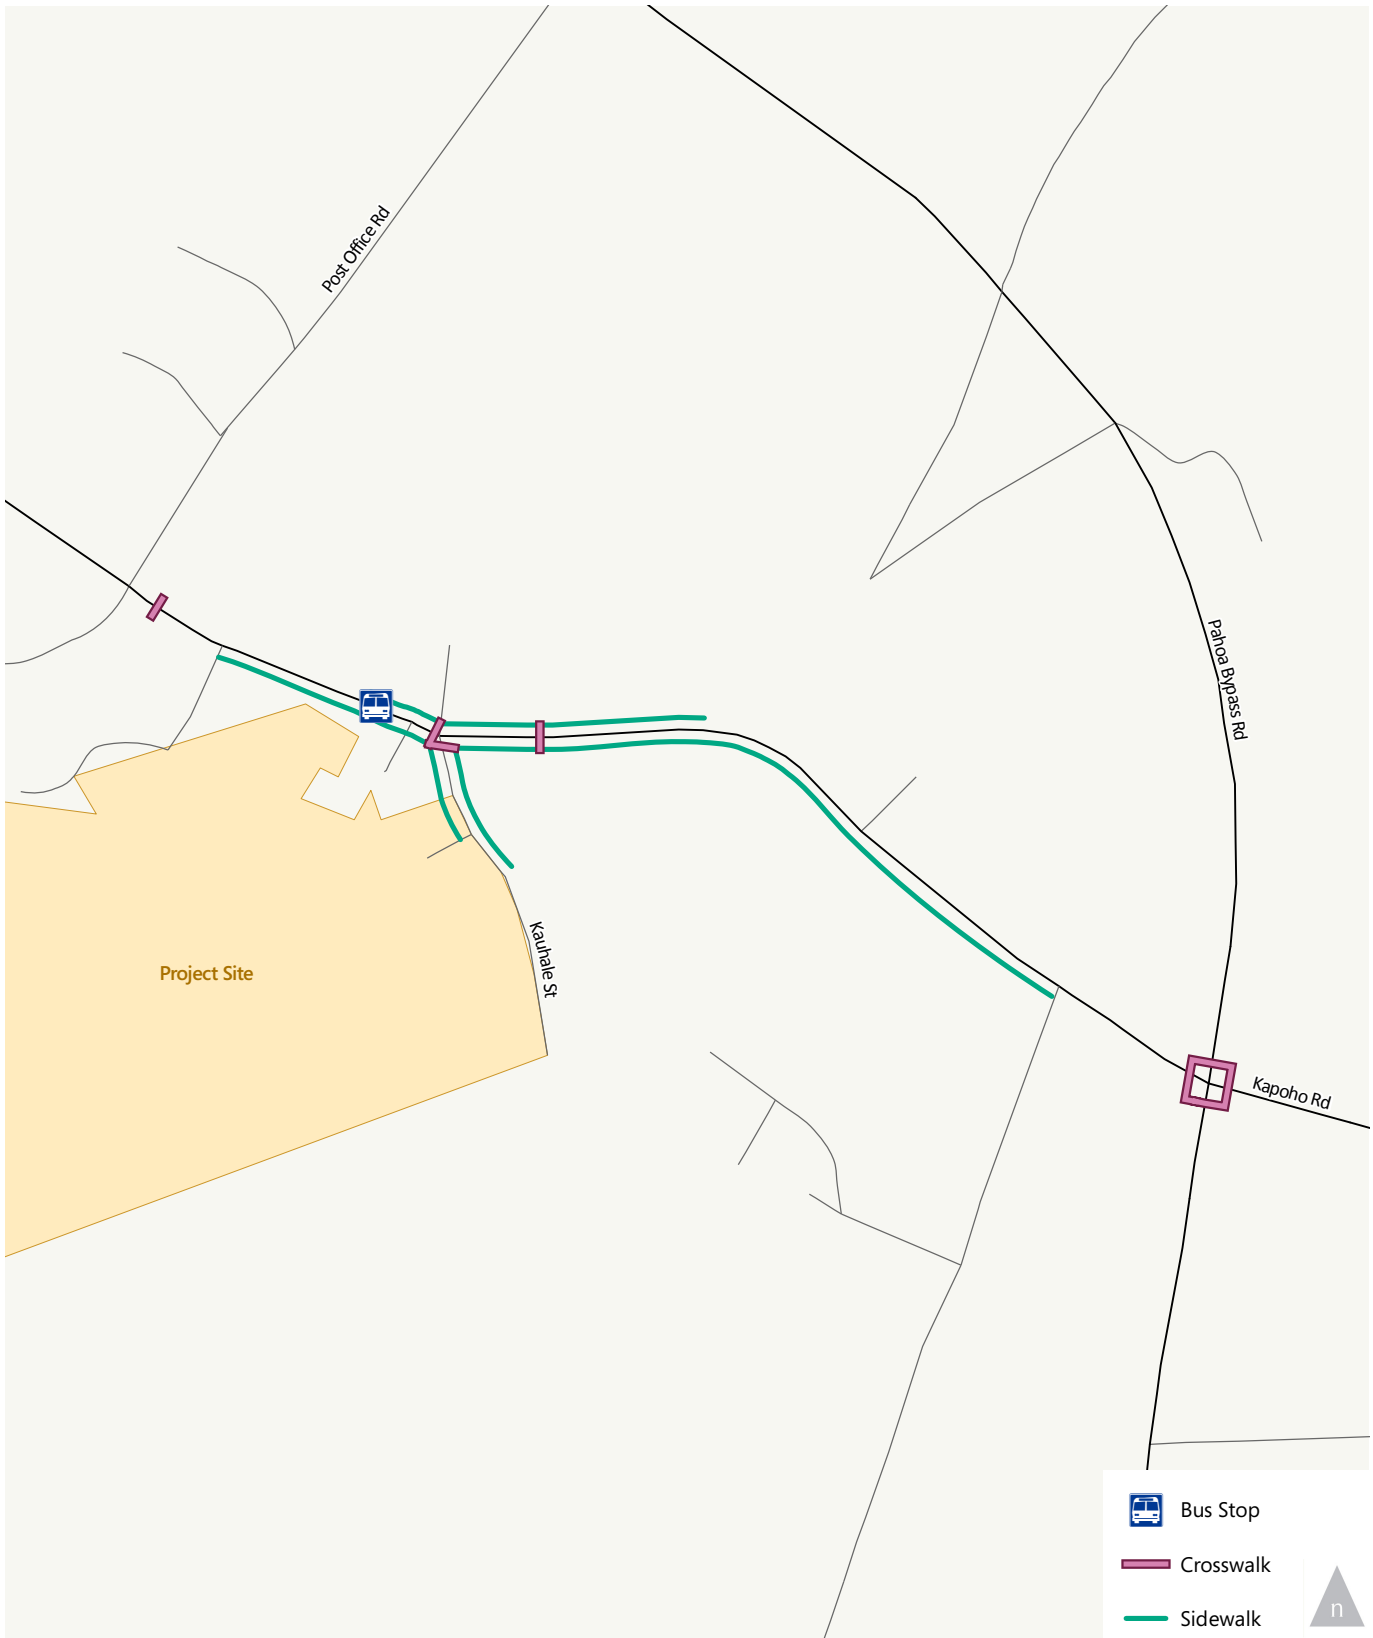 Post Office Rd
Pahoa Bypass Rd
Kauhale St
Project Site
Kapoho Rd
Bus Stop
Crosswalk
Sidewalk
n